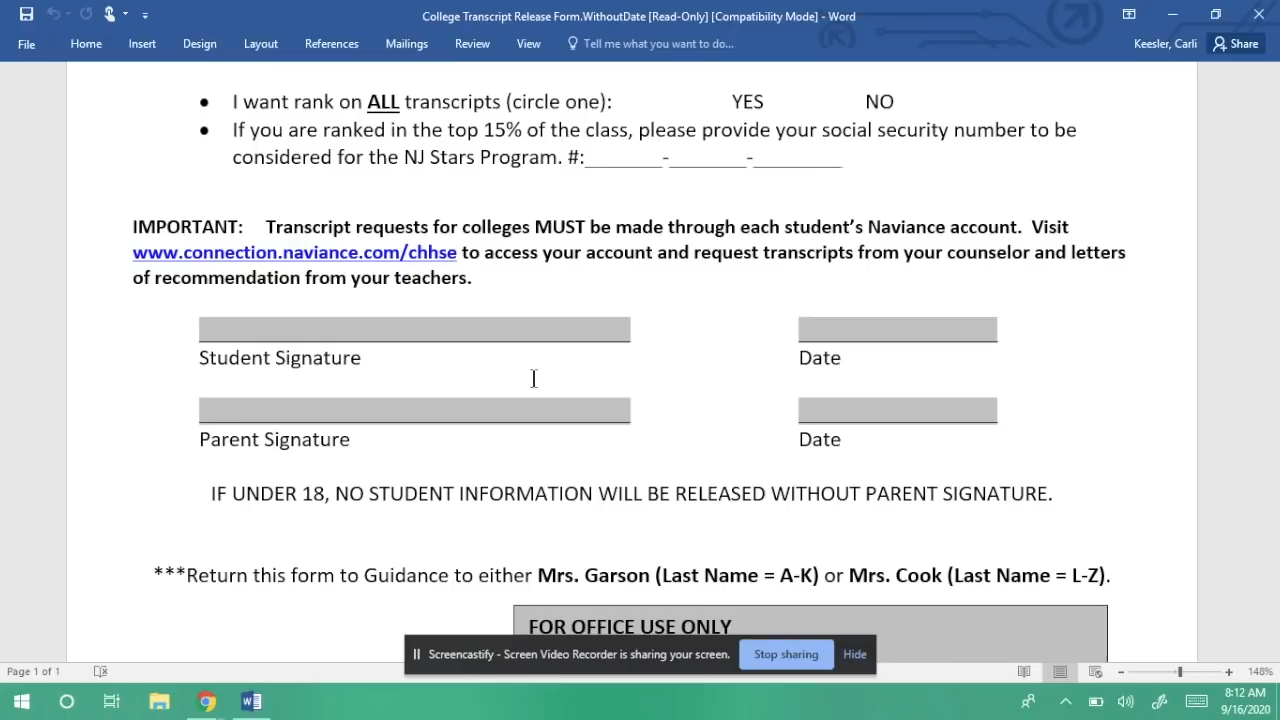 College Transcript Release Form.WithoutDate [Read-Only] [Compatibility Mode] - Word
File Home Insert Design Layout References Mailings Review View Tell me what you want to do... Keesler, Carli Share
• I want rank on ALL transcripts (circle one): YES NO
• If you are ranked in the top 15% of the class, please provide your social security number to be
considered for the NJ Stars Program. #:_______-_______-________
IMPORTANT: Transcript requests for colleges MUST be made through each student’s Naviance account. Visit
www.connection.naviance.com/chhse to access your account and request transcripts from your counselor and letters
of recommendation from your teachers.
Student Signature Date
Parent Signature Date
IF UNDER 18, NO STUDENT INFORMATION WILL BE RELEASED WITHOUT PARENT SIGNATURE.
***Return this form to Guidance to either Mrs. Garson (Last Name = A-K) or Mrs. Cook (Last Name = L-Z).
FOR OFFICE USE ONLY
Screencastify - Screen Video Recorder is sharing your screen. Stop sharing Hide
Page 1 of 1 148%
8:12 AM
9/16/2020